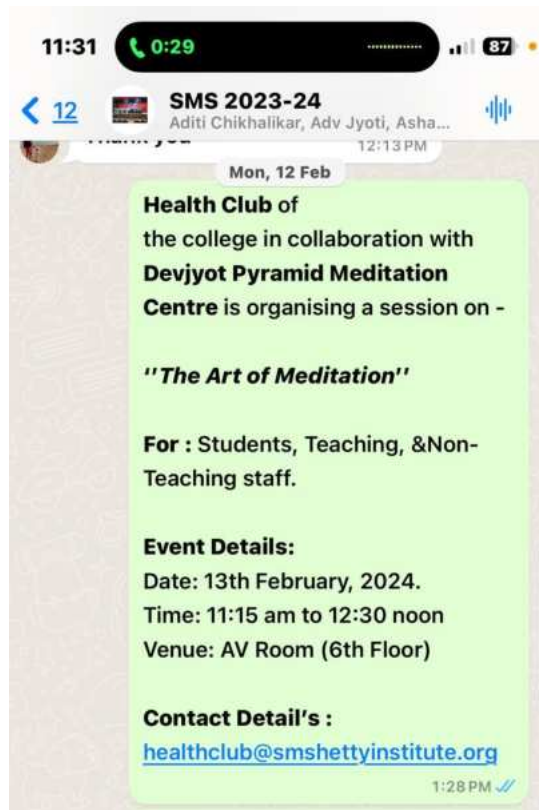 11:31
0:29
87
12
SMS 2023-24
Aditi Chikhalikar, Adv Jyoti, Asha...
12:13 PM
Mon, 12 Feb
Health Club of
the college in collaboration with
Devjyot Pyramid Meditation
Centre is organising a session on -
''The Art of Meditation''
For : Students, Teaching, &Non-
Teaching staff.
Event Details:
Date: 13th February, 2024.
Time: 11:15 am to 12:30 noon
Venue: AV Room (6th Floor)
Contact Detail's :
healthclub@smshettyinstitute.org
1:28 PM